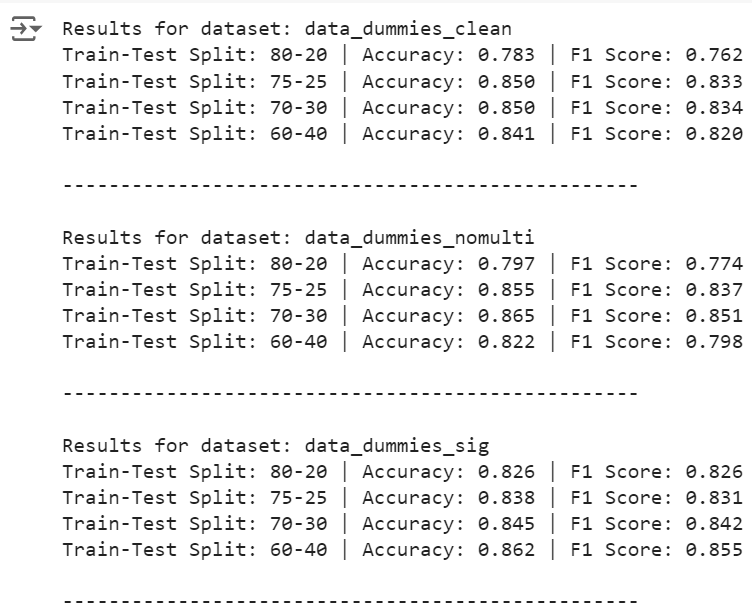 Results for dataset: data_dummies_clean
Train-Test Split: 80-20 | Accuracy: 0.783 | F1 Score: 0.762
Train-Test Split: 75-25 | Accuracy: 0.850 | F1 Score: 0.833
Train-Test Split: 70-30 | Accuracy: 0.850 | F1 Score: 0.834
Train-Test Split: 60-40 | Accuracy: 0.841 | F1 Score: 0.820
--------------------------------------------------
Results for dataset: data_dummies_nomulti
Train-Test Split: 80-20 | Accuracy: 0.797 | F1 Score: 0.774
Train-Test Split: 75-25 | Accuracy: 0.855 | F1 Score: 0.837
Train-Test Split: 70-30 | Accuracy: 0.865 | F1 Score: 0.851
Train-Test Split: 60-40 | Accuracy: 0.822 | F1 Score: 0.798
--------------------------------------------------
Results for dataset: data_dummies_sig
Train-Test Split: 80-20 | Accuracy: 0.826 | F1 Score: 0.826
Train-Test Split: 75-25 | Accuracy: 0.838 | F1 Score: 0.831
Train-Test Split: 70-30 | Accuracy: 0.845 | F1 Score: 0.842
Train-Test Split: 60-40 | Accuracy: 0.862 | F1 Score: 0.855
--------------------------------------------------